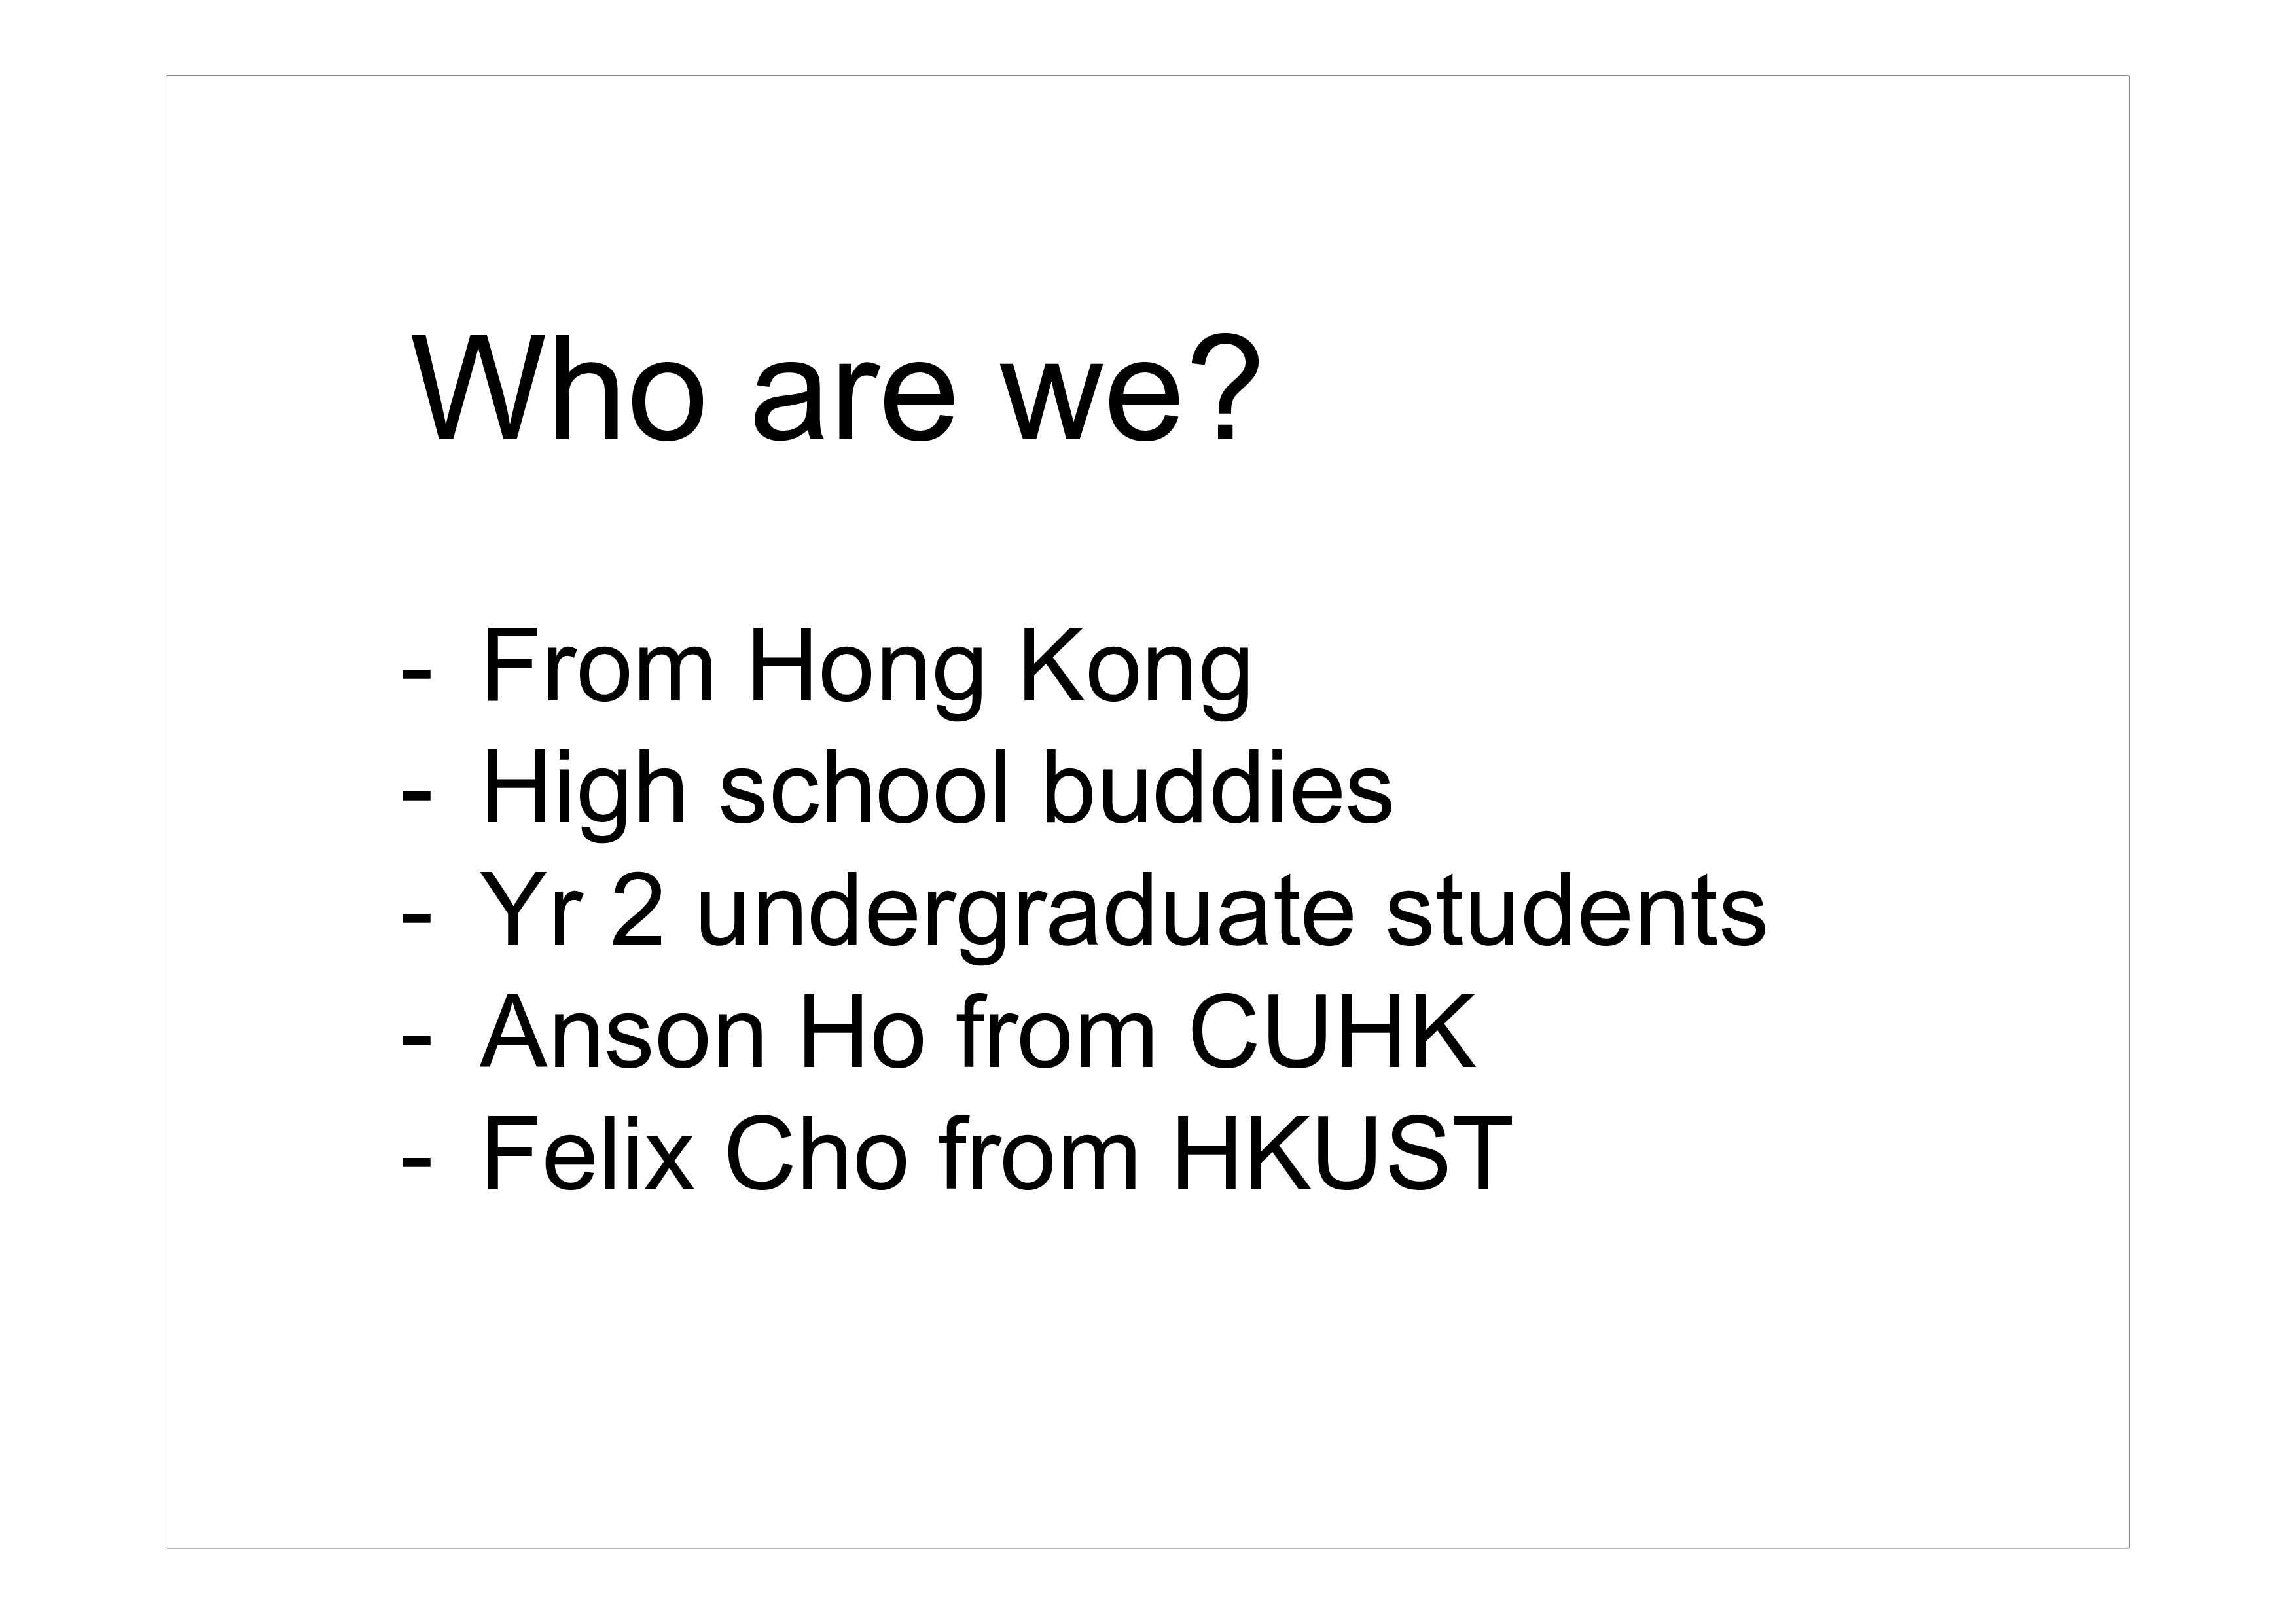 Who are we?
- From Hong Kong
- High school buddies
- Yr 2 undergraduate students
- Anson Ho from CUHK
- Felix Cho from HKUST